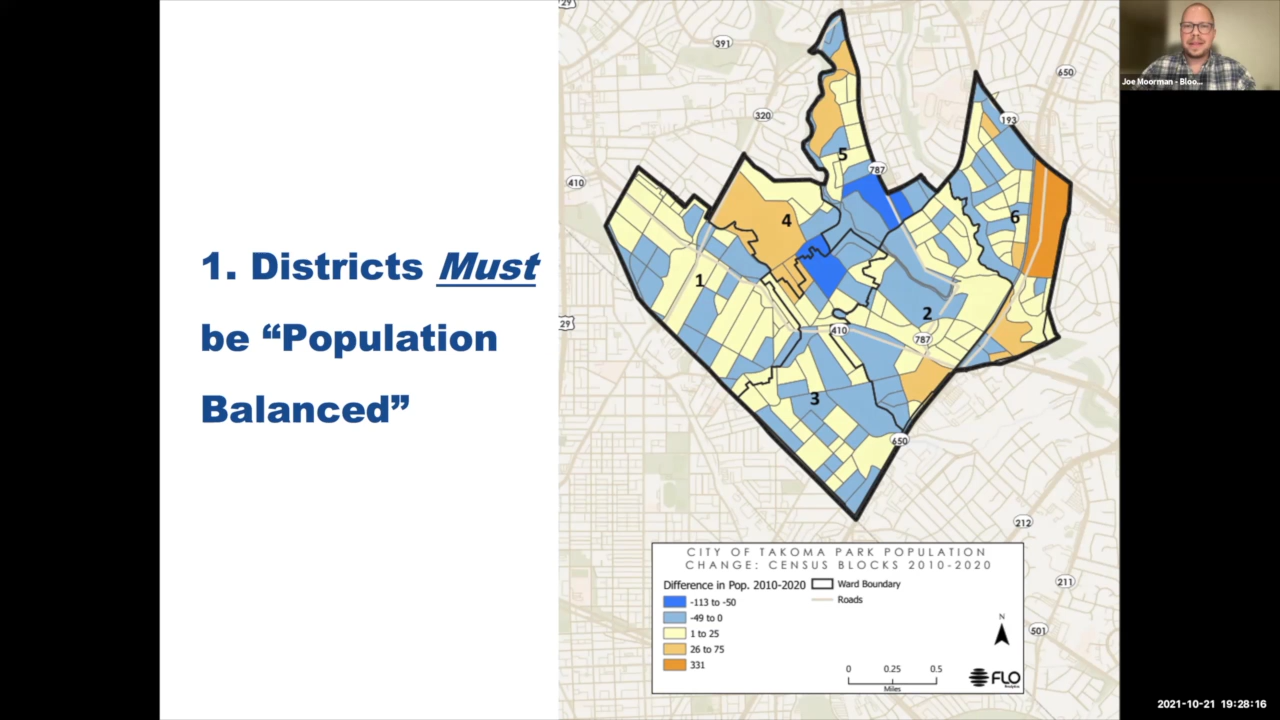 1. Districts Must
be “Population
Balanced”
29
391
650
320
193
410
5
787
4
6
1
2
29
410
787
3
650
212
211
501
CITY OF TAKOMA PARK POPULATION
CHANGE: CENSUS BLOCKS 2010-2020
Difference in Pop. 2010-2020
-113 to -50
-49 to 0
1 to 25
26 to 75
331
Ward Boundary
Roads
N
0 0.25 0.5
Miles
FLO
Analytics
Joe Moorman - Bloo...
2021-10-21 19:28:16